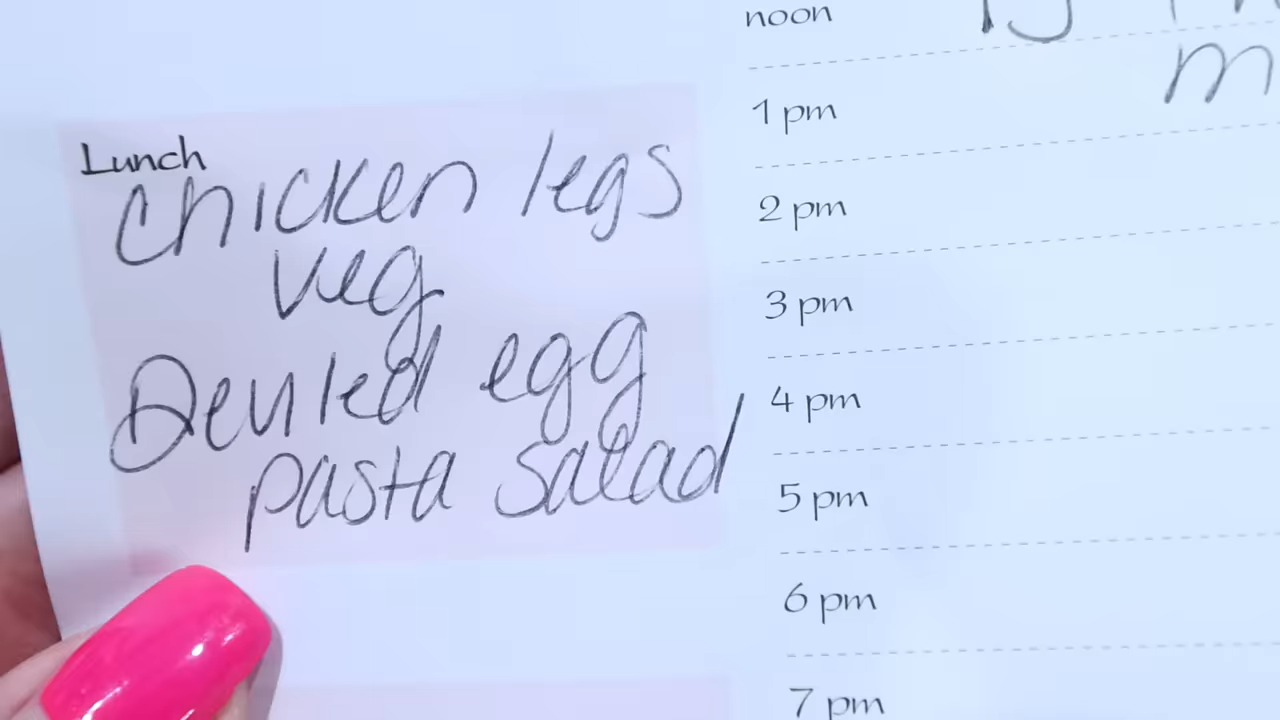 Lunch
chicken legs
veg
Deviled egg
pasta salad
noon
1 pm
2 pm
3 pm
4 pm
5 pm
6 pm
7 pm